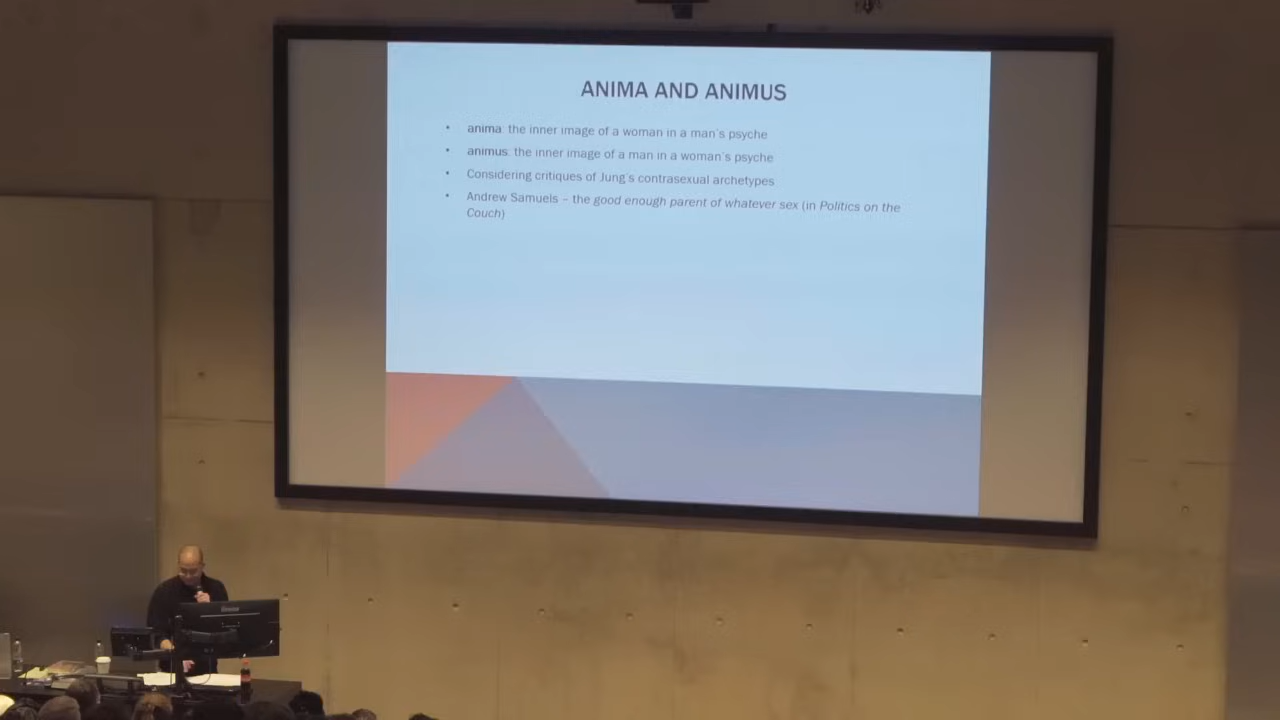 ANIMA AND ANIMUS
• anima: the inner image of a woman in a man's psyche
• animus: the inner image of a man in a woman's psyche
• Considering critiques of Jung's contrasexual archetypes
• Andrew Samuels – the good enough parent of whatever sex (in Politics on the
Couch)